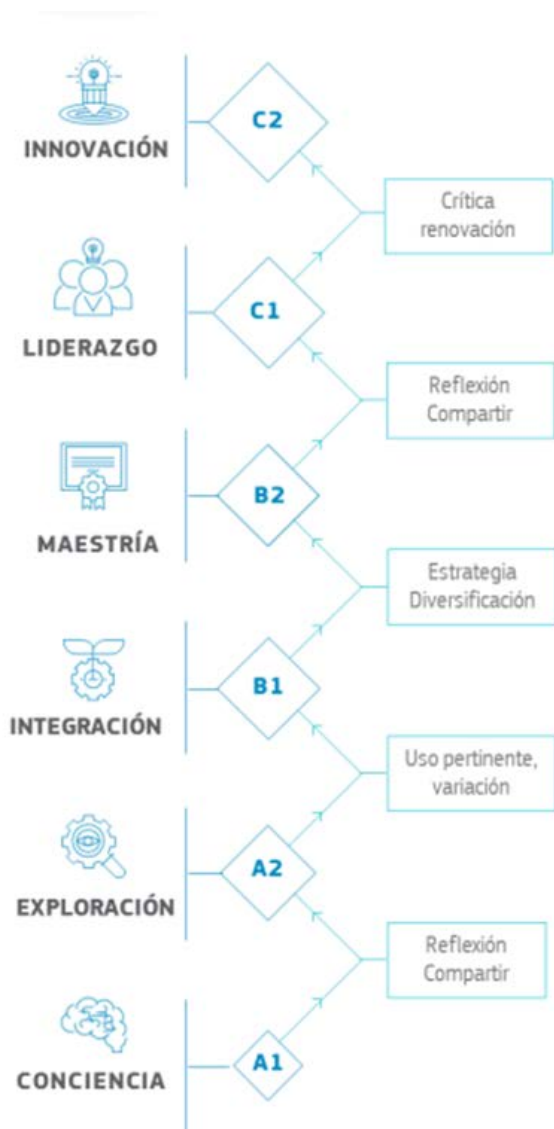 C2
INNOVACIÓN
Crítica
renovación
C1
LIDERAZGO
Reflexión
Compartir
B2
MAESTRÍA
Estrategia
Diversificación
B1
INTEGRACIÓN
Uso pertinente,
variación
A2
EXPLORACIÓN
Reflexión
Compartir
A1
CONCIENCIA